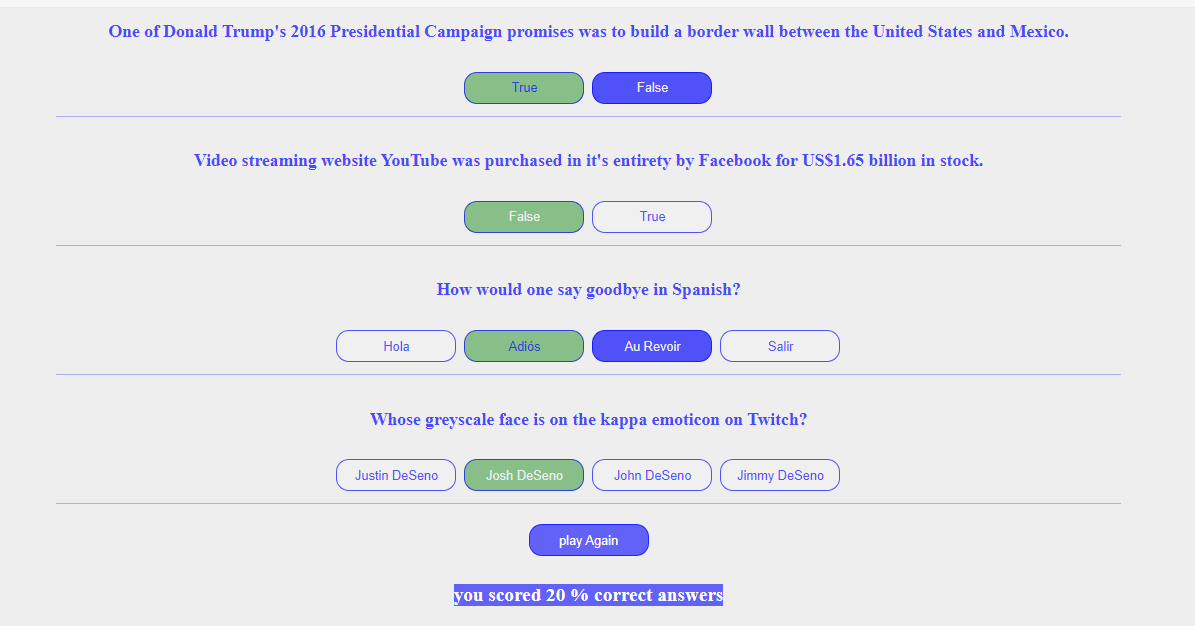 One of Donald Trump's 2016 Presidential Campaign promises was to build a border wall between the United States and Mexico.
True False
Video streaming website YouTube was purchased in it's entirety by Facebook for US$1.65 billion in stock.
False True
How would one say goodbye in Spanish?
Hola Adiós Au Revoir Salir
Whose greyscale face is on the kappa emoticon on Twitch?
Justin DeSeno Josh DeSeno John DeSeno Jimmy DeSeno
play Again
you scored 20 % correct answers